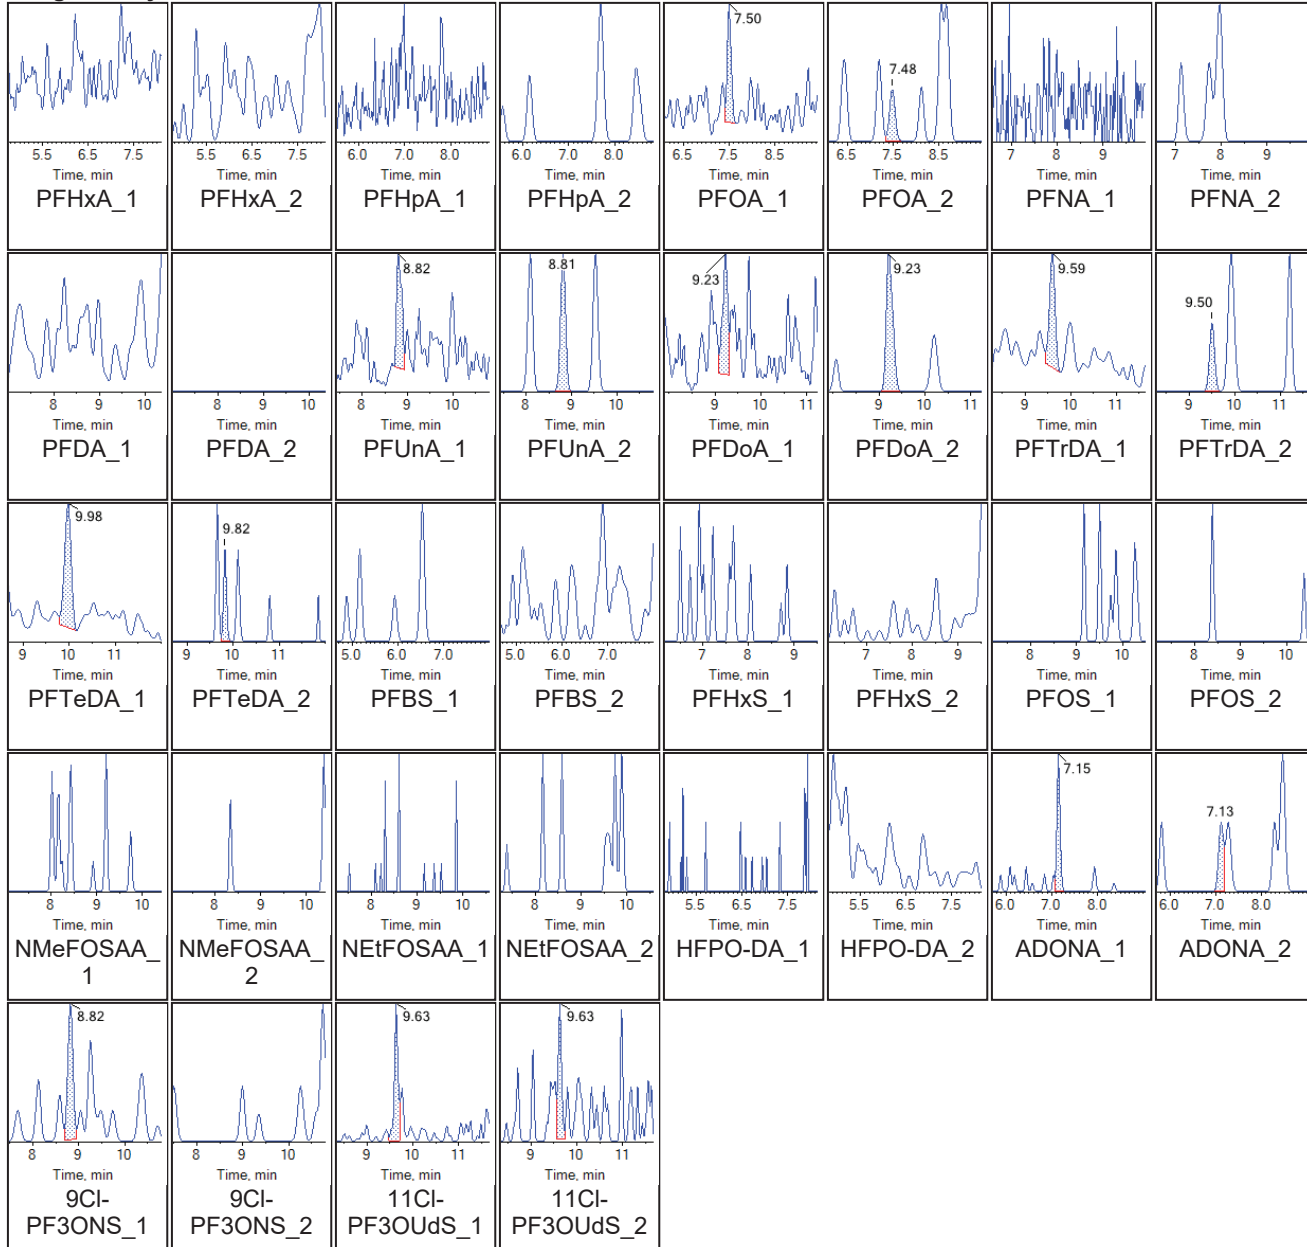 7.50
7.48
5.5 6.5 7.5
5.5 6.5 7.5
6.0 7.0 8.0
6.0 7.0 8.0
6.5 7.5 8.5
6.5 7.5 8.5
7 8 9
7 8 9
Time, min Time, min Time, min Time, min Time, min Time, min Time, min Time, min
PFHxA_1 PFHxA_2 PFHpA_1 PFHpA_2 PFOA_1 PFOA_2 PFNA_1 PFNA_2
8.82
8.81
9.23
9.23
9.59
9.50
8 9 10
8 9 10
8 9 10
8 9 10
9 10 11
9 10 11
9 10 11
9 10 11
Time, min Time, min Time, min Time, min Time, min Time, min Time, min Time, min
PFDA_1 PFDA_2 PFUnA_1 PFUnA_2 PFDoA_1 PFDoA_2 PFTrDA_1 PFTrDA_2
9.98
9.82
9 10 11
9 10 11
5.0 6.0 7.0
5.0 6.0 7.0
7 8 9
7 8 9
8 9 10
8 9 10
Time, min Time, min Time, min Time, min Time, min Time, min Time, min Time, min
PFTeDA_1 PFTeDA_2 PFBS_1 PFBS_2 PFHxS_1 PFHxS_2 PFOS_1 PFOS_2
7.15
7.13
8 9 10
8 9 10
8 9 10
8 9 10
5.5 6.5 7.5
5.5 6.5 7.5
6.0 7.0 8.0
6.0 7.0 8.0
Time, min Time, min Time, min Time, min Time, min Time, min Time, min Time, min
NMeFOSAA_ NMeFOSAA_ NEtFOSAA_1 NEtFOSAA_2 HFPO-DA_1 HFPO-DA_2 ADONA_1 ADONA_2
1 2
8.82
9.63
9.63
8 9 10
8 9 10
9 10 11
9 10 11
Time, min Time, min Time, min Time, min
9Cl- 9Cl- 11Cl- 11Cl-
PF3ONS_1 PF3ONS_2 PF3OUdS_1 PF3OUdS_2